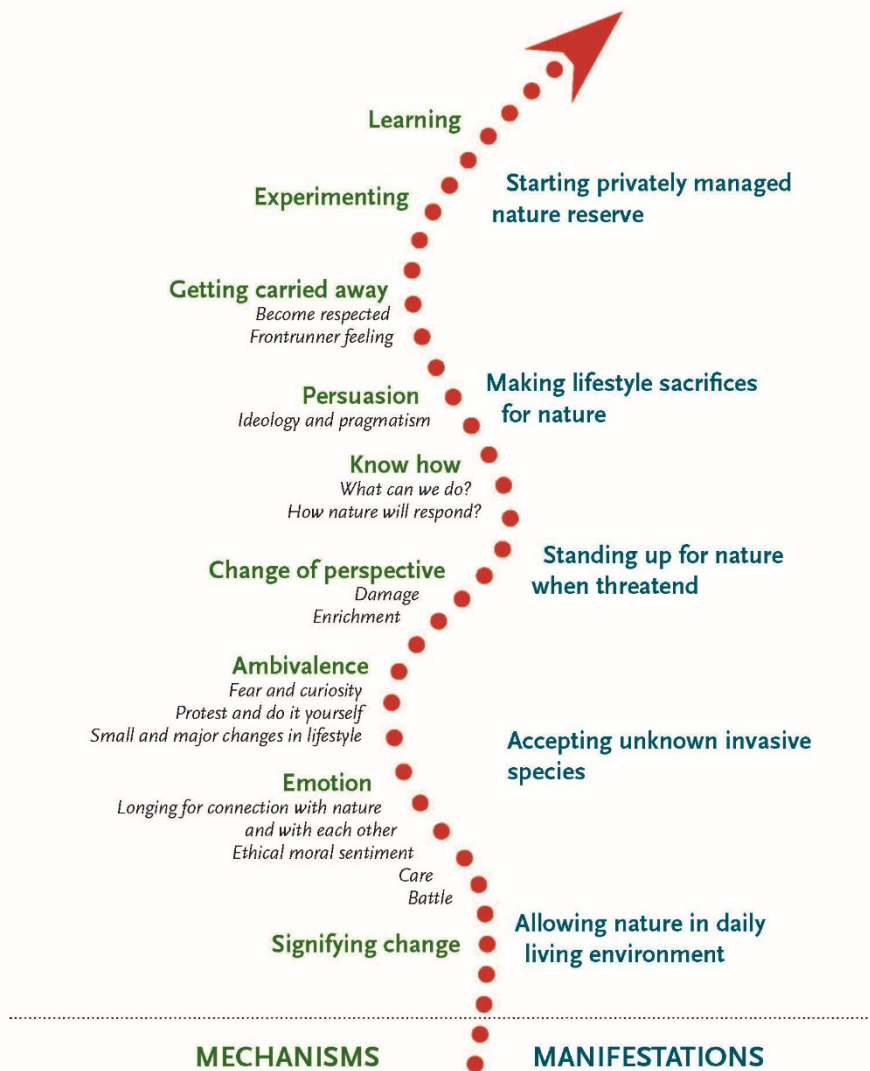 Learning
Experimenting
Starting privately managed
nature reserve
Getting carried away
Become respected
Frontrunner feeling
Making lifestyle sacrifices
for nature
Persuasion
Ideology and pragmatism
Know how
What can we do?
How nature will respond?
Standing up for nature
when threatend
Change of perspective
Damage
Enrichment
Ambivalence
Fear and curiosity
Protest and do it yourself
Small and major changes in lifestyle
Accepting unknown invasive
species
Emotion
Longing for connection with nature
and with each other
Ethical moral sentiment
Care
Battle
Allowing nature in daily
living environment
Signifying change
MECHANISMS
MANIFESTATIONS